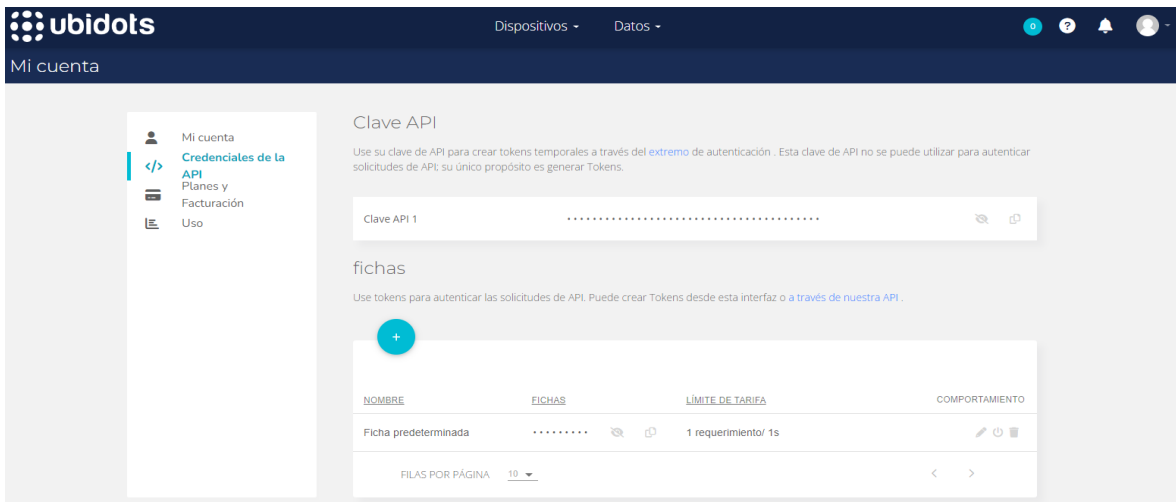 ubidots
Dispositivos
Datos
0
?
Mi cuenta
Mi cuenta
Credenciales de la
API
Planes y
Facturación
Uso
Clave API
Use su clave de API para crear tokens temporales a través del extremo de autenticación . Esta clave de API no se puede utilizar para autenticar
solicitudes de API; su único propósito es generar Tokens.
Clave API 1
fichas
Use tokens para autenticar las solicitudes de API. Puede crear Tokens desde esta interfaz o a través de nuestra API .
+
NOMBRE FICHAS LÍMITE DE TARIFA COMPORTAMIENTO
Ficha predeterminada ········· 1 requerimiento/ 1s
FILAS POR PÁGINA 10 < >